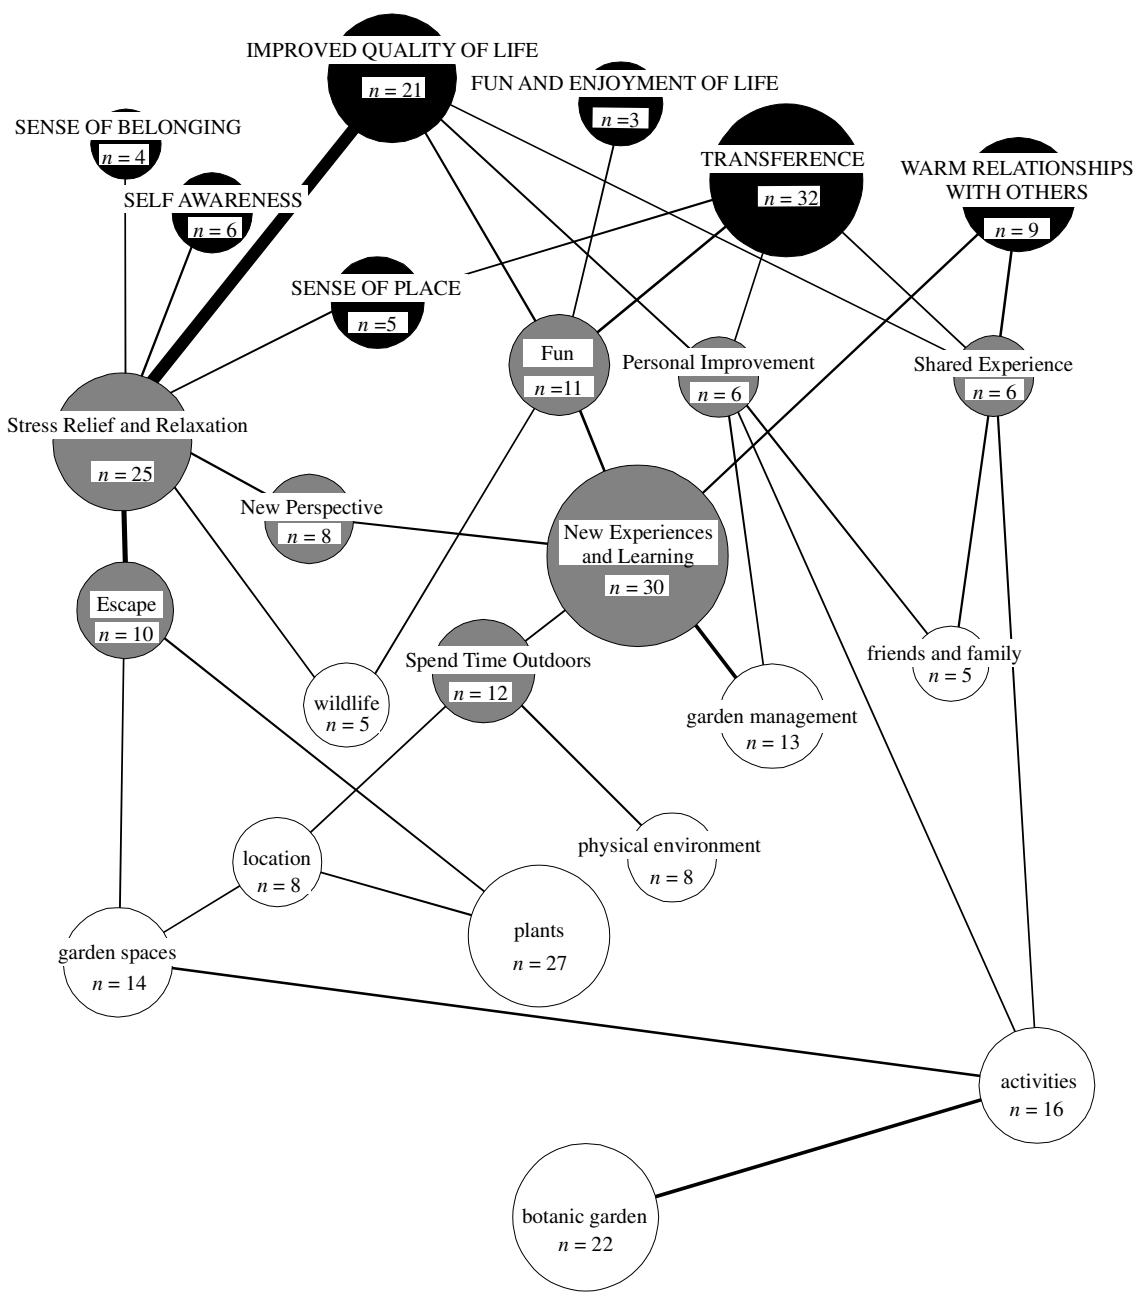 IMPROVED QUALITY OF LIFE
n = 21
FUN AND ENJOYMENT OF LIFE
n =3
SENSE OF BELONGING
n = 4
TRANSFERENCE
n = 32
WARM RELATIONSHIPS
WITH OTHERS
n = 9
SELF AWARENESS
n = 6
SENSE OF PLACE
n =5
Fun
n =11
Personal Improvement
n = 6
Shared Experience
n = 6
Stress Relief and Relaxation
n = 25
New Perspective
n = 8
New Experiences
and Learning
n = 30
Escape
n = 10
Spend Time Outdoors
n = 12
friends and family
n = 5
wildlife
n = 5
garden management
n = 13
location
n = 8
physical environment
n = 8
plants
n = 27
garden spaces
n = 14
activities
n = 16
botanic garden
n = 22